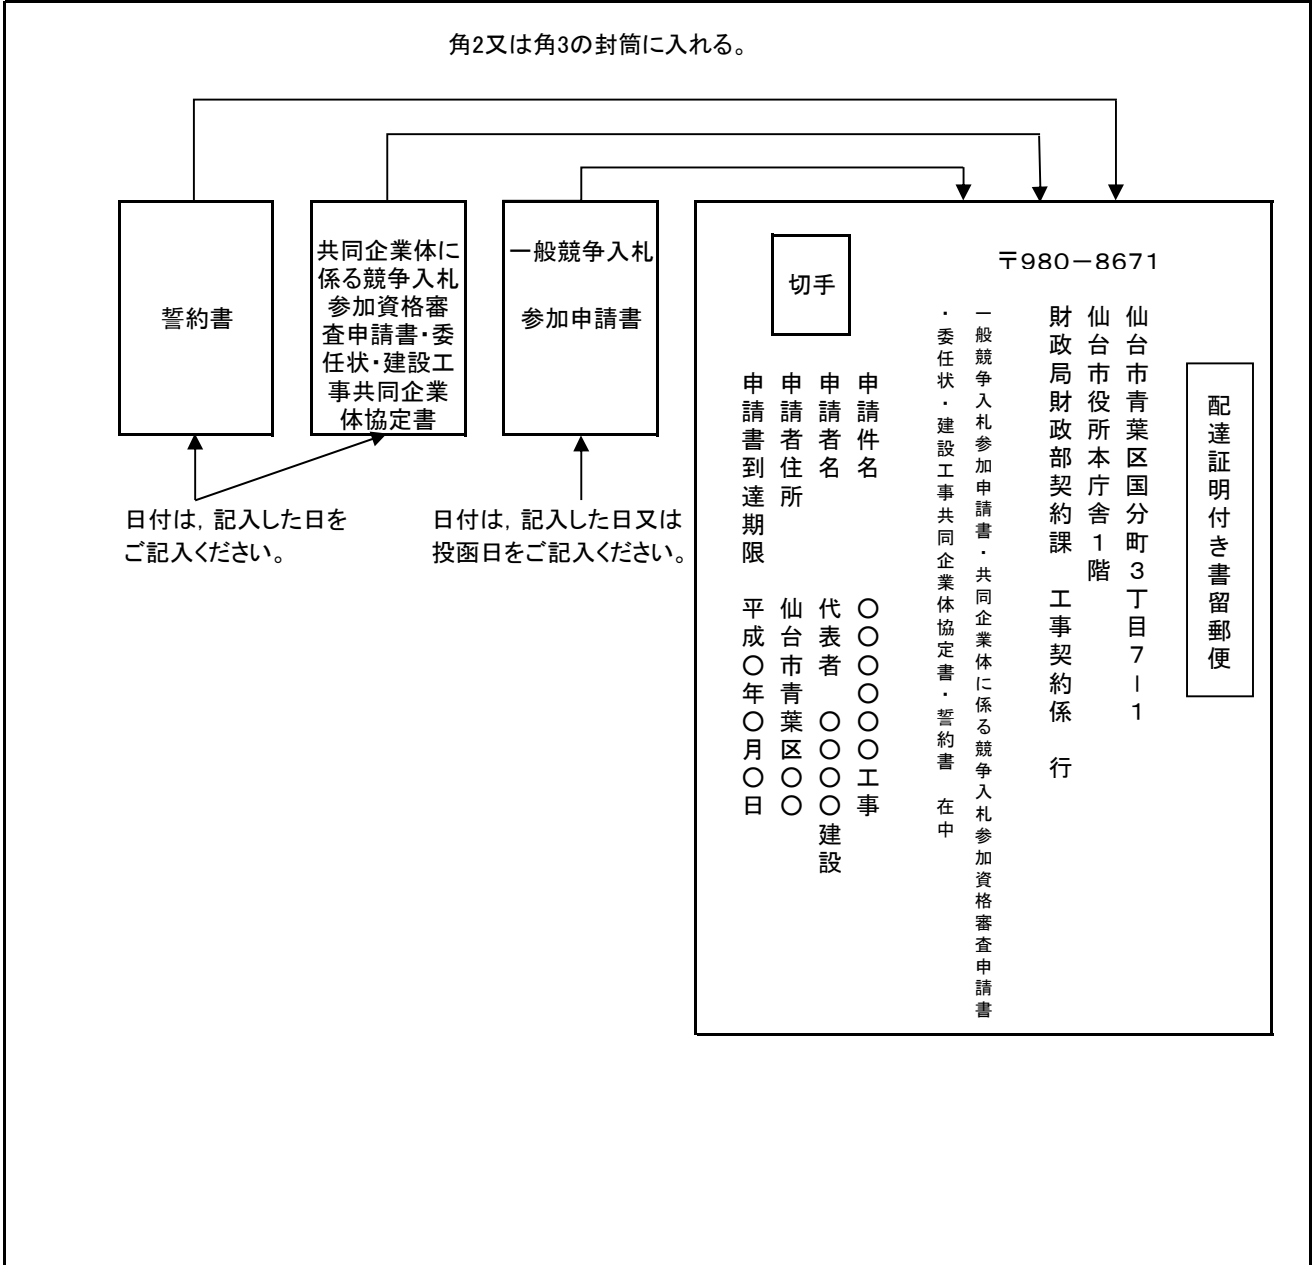 角2又は角3の封筒に入れる。
誓約書
共同企業体に
係る競争入札
参加資格審
査申請書・委
任状・建設工
事共同企業
体協定書
一般競争入札
参加申請書
日付は，記入した日を
ご記入ください。
日付は，記入した日又は
投函日をご記入ください。
切手
〒980－8671
配達証明付き書留郵便
仙台市青葉区国分町３丁目７－１
仙台市役所本庁舎１階
財政局財政部契約課　工事契約係　行
一般競争入札参加申請書・共同企業体に係る競争入札参加資格審査申請書
・委任状・建設工事共同企業体協定書・誓約書　在中
申請件名　〇〇〇〇〇〇工事
申請者名　代表者　〇〇〇〇建設
申請者住所　仙台市青葉区〇〇
申請書到達期限　平成〇年〇月〇日